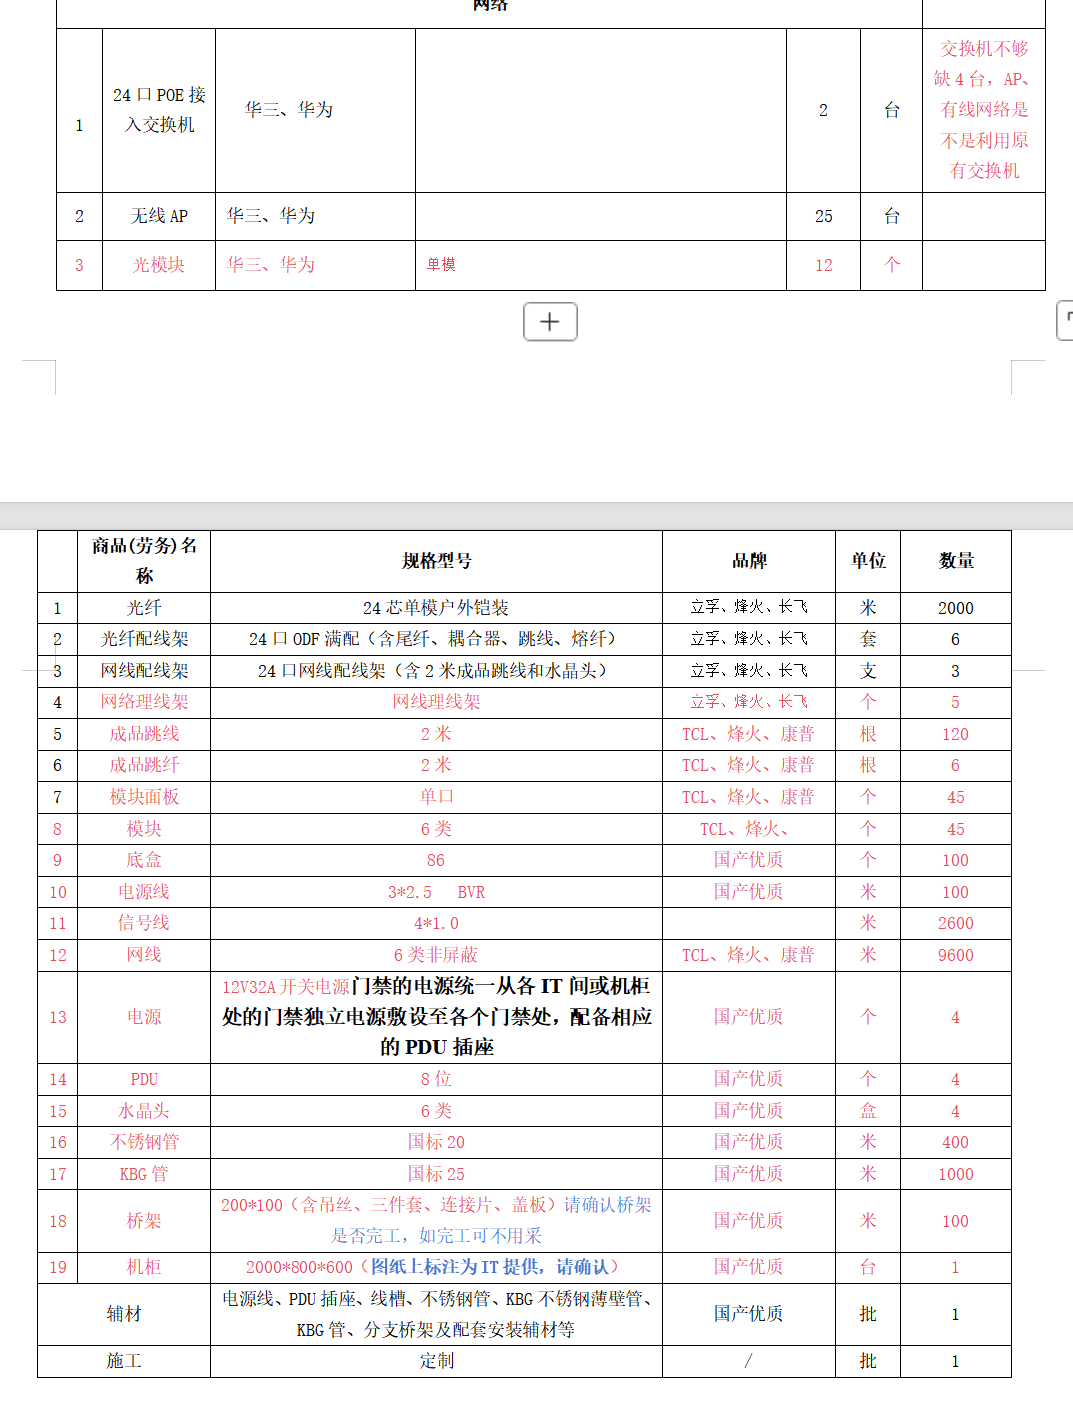 网络
1 24 口 POE 接入交换机 华三、华为 2 台 交换机不够缺 4 台，AP、有线网络是不是利用原有交换机
2 无线 AP 华三、华为 25 台
3 光模块 华三、华为 单模 12 个
商品(劳务)名称 规格型号 品牌 单位 数量
1 光纤 24 芯单模户外铠装 立孚、烽火、长飞 米 2000
2 光纤配线架 24 口 ODF 满配（含尾纤、耦合器、跳线、熔纤） 立孚、烽火、长飞 套 6
3 网线配线架 24 口网线配线架（含 2 米成品跳线和水晶头） 立孚、烽火、长飞 支 3
4 网络理线架 网线理线架 立孚、烽火、长飞 个 5
5 成品跳线 2 米 TCL、烽火、康普 根 120
6 成品跳纤 2 米 TCL、烽火、康普 根 6
7 模块面板 单口 TCL、烽火、康普 个 45
8 模块 6 类 TCL、烽火、 个 45
9 底盒 86 国产优质 个 100
10 电源线 3*2.5 BVR 国产优质 米 100
11 信号线 4*1.0 米 2600
12 网线 6 类非屏蔽 TCL、烽火、康普 米 9600
13 电源 12V32A 开关电源门禁的电源统一从各 IT 间或机柜处的门禁独立电源敷设至各个门禁处，配备相应的 PDU 插座 国产优质 个 4
14 PDU 8 位 国产优质 个 4
15 水晶头 6 类 国产优质 盒 4
16 不锈钢管 国标 20 国产优质 米 400
17 KBG 管 国标 25 国产优质 米 1000
18 桥架 200*100（含吊丝、三件套、连接片、盖板）请确认桥架是否完工，如完工可不用采 国产优质 米 100
19 机柜 2000*800*600（图纸上标注为 IT 提供，请确认） 国产优质 台 1
辅材 电源线、PDU 插座、线槽、不锈钢管、KBG 不锈钢薄壁管、KBG 管、分支桥架及配套安装辅材等 国产优质 批 1
施工 定制 / 批 1